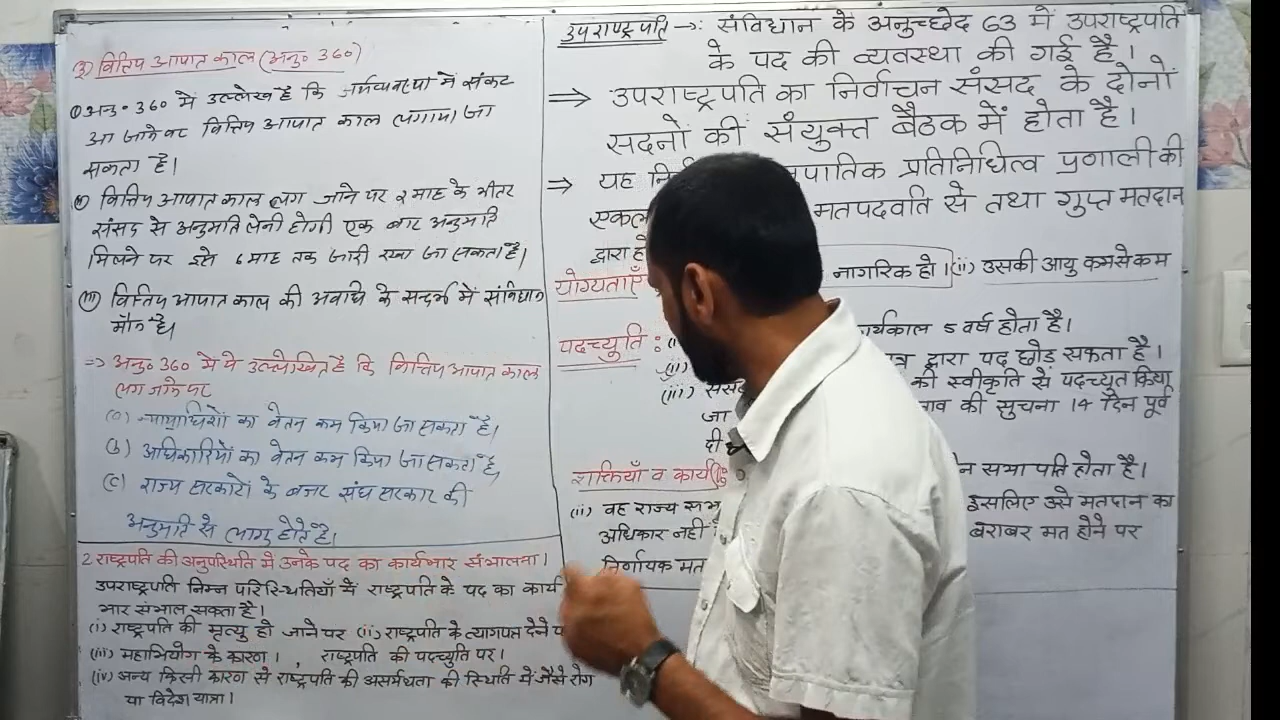 (3) वित्तिय आपात काल (अनु० 360)
(i) अनु० 360 में उल्लेख है कि अर्थव्यवस्था में संकट
आ जाने पर वित्तिय आपात काल लगाया जा
सकता है।
(ii) वित्तिय आपात काल लग जाने पर 2 माह के भीतर
संसद से अनुमति लेनी होगी एक बार अनुमति
मिलने पर इसे 6 माह तक जारी रखा जा सकता है।
(iii) वित्तिय आपात काल की अवधि के सन्दर्भ में संविधान
मौन है।
=> अनु० 360 में ये उल्लेखित है कि वित्तिय आपात काल
लग जाने पर
(a) न्यायाधिशों का वेतन कम किया जा सकता है।
(b) अधिकारियों का वेतन कम किया जा सकता है,
(c) राज्य सरकारों के बजट संघ सरकार की
अनुमति से लागू होते है।
2 राष्ट्रपति की अनुपस्थिति में उनके पद का कार्यभार संभालना।
उपराष्ट्रपति निम्न परिस्थितियाँ में राष्ट्रपति के पद का कार्य
भार संभाल सकता है।
(i) राष्ट्रपति की मृत्यु हो जाने पर (ii) राष्ट्रपति के त्यागपत्र देने
(iii) महाभियोग के कारण। , राष्ट्रपति की पदच्युति पर।
(iv) अन्य किसी कारण से राष्ट्रपति की असर्मथता की स्थिति में जैसे रोग
या विदेश यात्रा।
उपराष्ट्रपति →: संविधान के अनुच्छेद 63 में उपराष्ट्रपति
के पद की व्यवस्था की गई है।
=> उपराष्ट्रपति का निर्वाचन संसद के दोनों
सदनों की संयुक्त बैठक में होता है।
=> यह प्रतिनिधित्व प्रणाली की
एकल मतपदवति से तथा गुप्त मतदान
द्वारा
योग्यताएँ नागरिक हो। (ii) उसकी आयु कमसेकम
पदच्युति : (i) कार्यकाल 5 वर्ष होता है।
(ii) द्वारा पद छोड़ सकता है।
(iii) संसद की स्वीकृति से पदच्युत किया
जा की सुचना 14 दिन पूर्व
दी
शक्तियाँ व कार्य सभा पति होता है।
(ii) वह राज्य इसलिए उसे मतदान का
अधिकार नही बराबर मत होने पर
निर्णायक मत